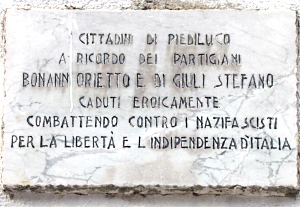 CITTADINI DI PIEDILUCO
A RICORDO DEI PARTIGIANI
BONANNI ORIETTO E DI GIULI STEFANO
CADUTI EROICAMENTE
COMBATTENDO CONTRO I NAZIFASCISTI
PER LA LIBERTÀ E L INDIPENDENZA D'ITALIA